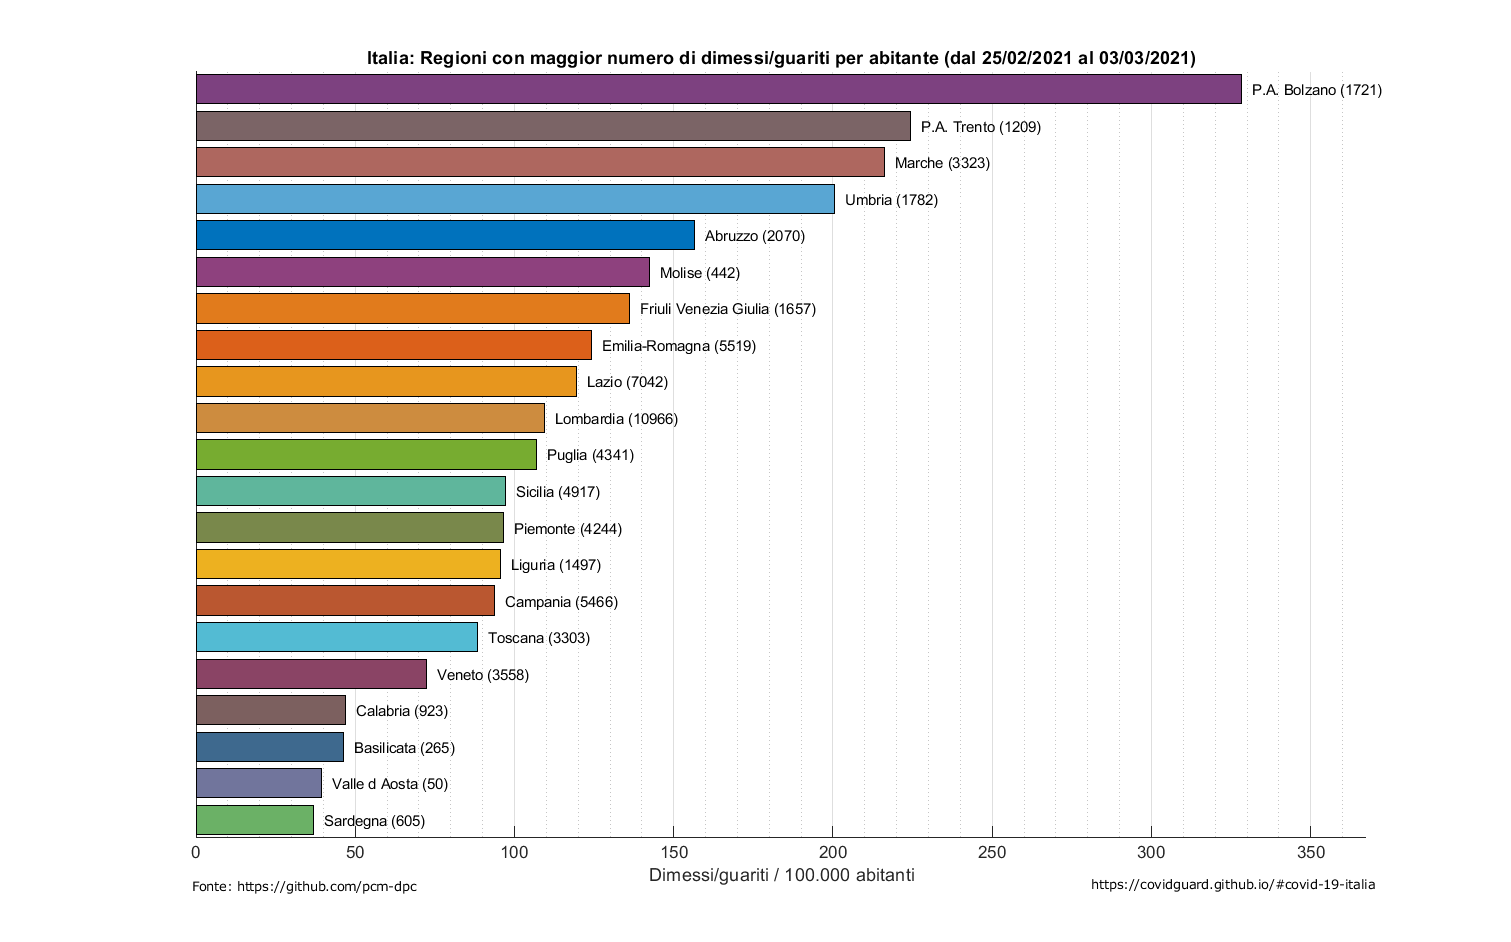 Italia: Regioni con maggior numero di dimessi/guariti per abitante (dal 25/02/2021 al 03/03/2021)
P.A. Bolzano (1721)
P.A. Trento (1209)
Marche (3323)
Umbria (1782)
Abruzzo (2070)
Molise (442)
Friuli Venezia Giulia (1657)
Emilia-Romagna (5519)
Lazio (7042)
Lombardia (10966)
Puglia (4341)
Sicilia (4917)
Piemonte (4244)
Liguria (1497)
Campania (5466)
Toscana (3303)
Veneto (3558)
Calabria (923)
Basilicata (265)
Valle d Aosta (50)
Sardegna (605)
0 50 100 150 200 250 300 350
Dimessi/guariti / 100.000 abitanti
Fonte: https://github.com/pcm-dpc
https://covidguard.github.io/#covid-19-italia